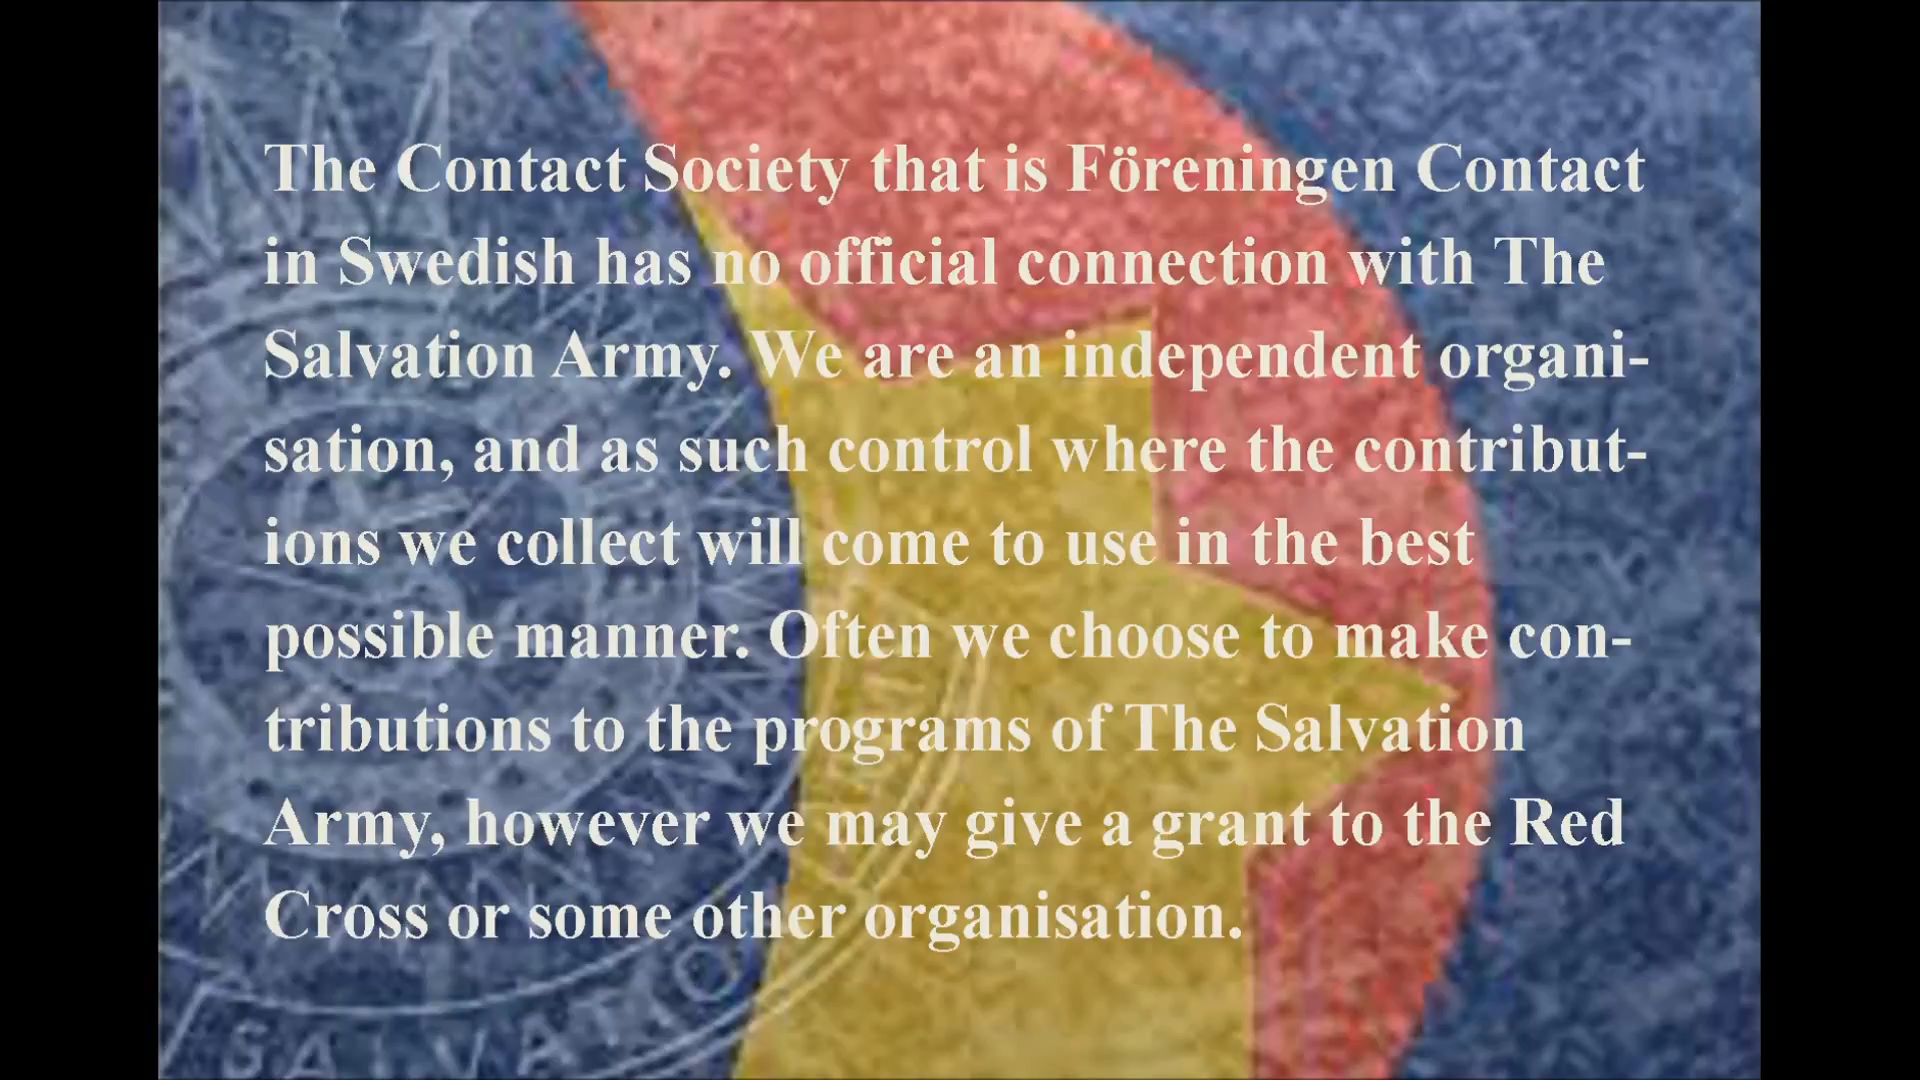 The Contact Society that is Föreningen Contact
in Swedish has no official connection with The
Salvation Army. We are an independent organi-
sation, and as such control where the contribut-
ions we collect will come to use in the best
possible manner. Often we choose to make con-
tributions to the programs of The Salvation
Army, however we may give a grant to the Red
Cross or some other organisation.
SALVATIO